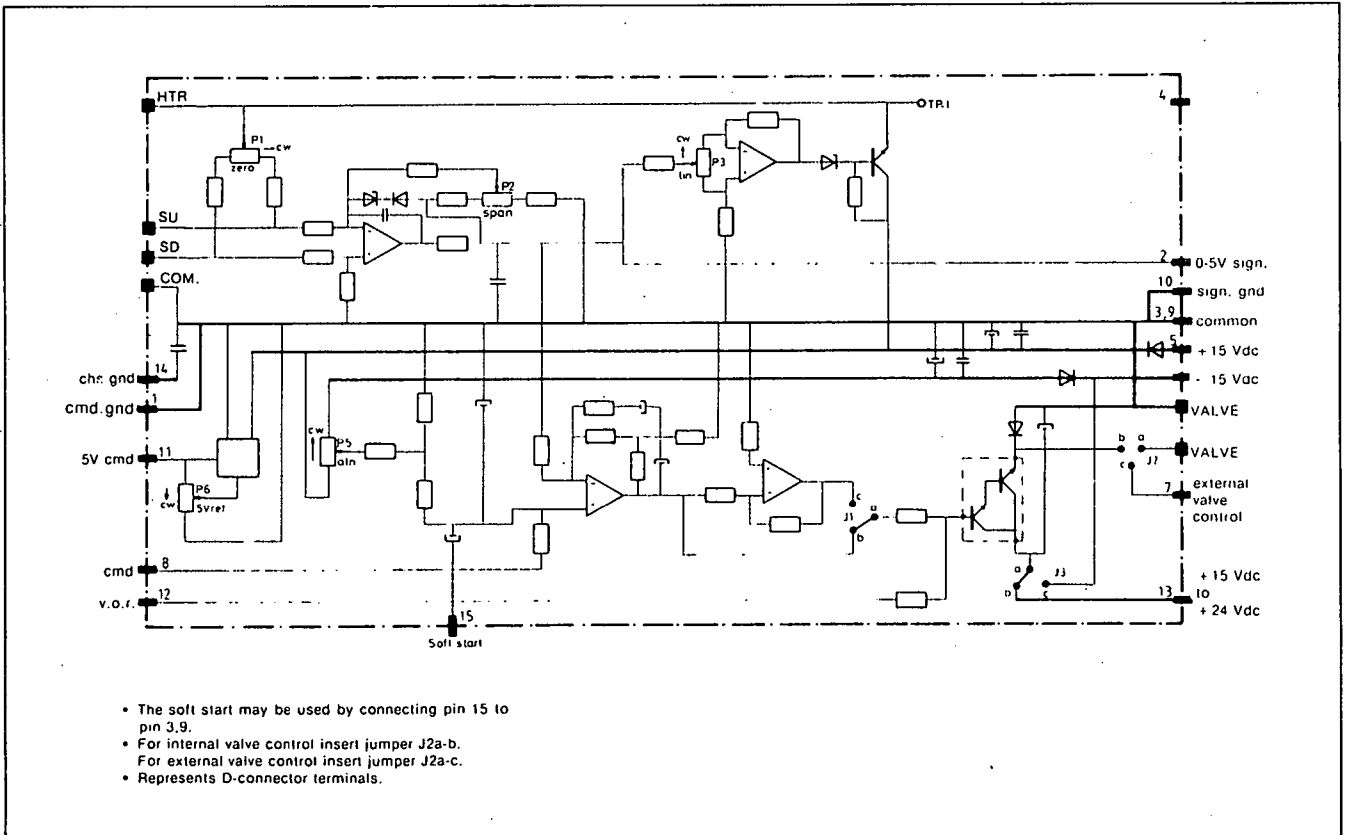 HTR
4
TP.1
P1
cw
zero
cw
P3
lin
P2
span
SU
SD
COM.
2 0-5V sign.
10 sign. gnd
3,9 common
5 +15 Vdc
- 15 Vdc
14
1
cmd.gnd
VALVE
b a J2
VALVE
c
7 external
valve
control
cw
P5
11
5V cmd
P6
cw
c
J1 a
b
8
cmd
12
v.o.r.
a J3
b c
13
+ 15 Vdc
to
+ 24 Vdc
15
Soft start
• The soft start may be used by connecting pin 15 to
pin 3,9.
• For internal valve control insert jumper J2a-b.
For external valve control insert jumper J2a-c.
• Represents D-connector terminals.